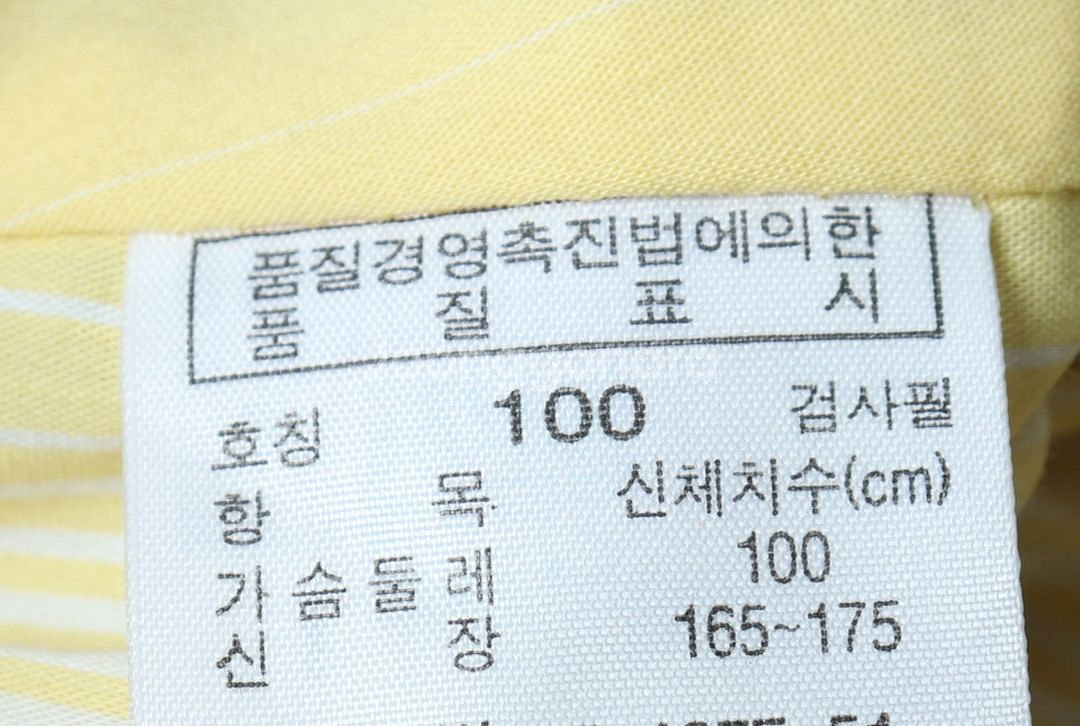 품질경영촉진법에의한
품 질 표 시
호칭 100 검사필
항 목 신체치수(cm)
가 슴 둘 레 100
신 장 165~175